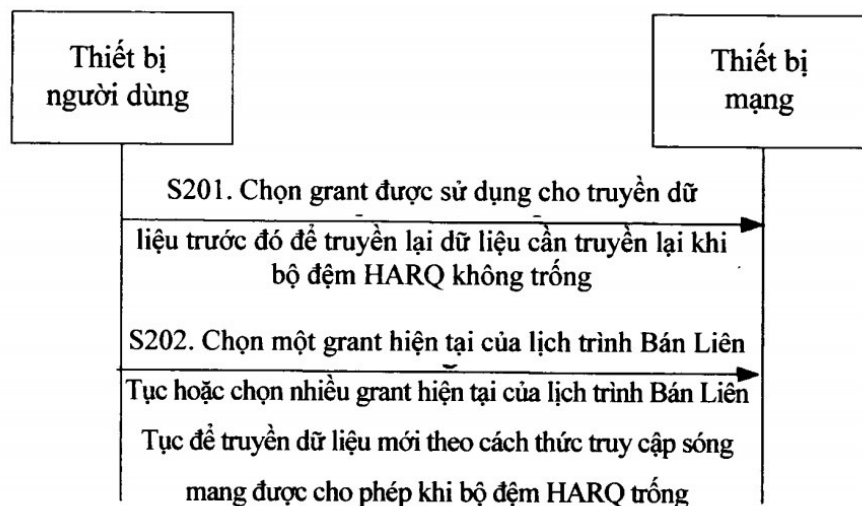 Thiết bị
người dùng
Thiết bị
mạng
S201. Chọn grant được sử dụng cho truyền dữ
liệu trước đó để truyền lại dữ liệu cần truyền lại khi
bộ đệm HARQ không trống
S202. Chọn một grant hiện tại của lịch trình Bán Liên
Tục hoặc chọn nhiều grant hiện tại của lịch trình Bán Liên
Tục để truyền dữ liệu mới theo cách thức truy cập sóng
mang được cho phép khi bộ đệm HARQ trống